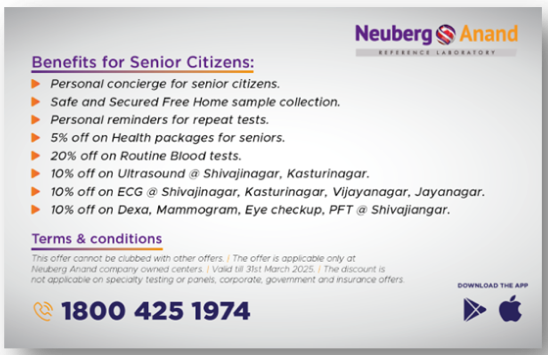 Neuberg Anand
REFERENCE LABORATORY
Benefits for Senior Citizens:
Personal concierge for senior citizens.
Safe and Secured Free Home sample collection.
Personal reminders for repeat tests.
5% off on Health packages for seniors.
20% off on Routine Blood tests.
10% off on Ultrasound @ Shivajinagar, Kasturinagar.
10% off on ECG @ Shivajinagar, Kasturinagar, Vijayanagar, Jayanagar.
10% off on Dexa, Mammogram, Eye checkup, PFT @ Shivajiangar.
Terms & conditions
This offer cannot be clubbed with other offers. | The offer is applicable only at
Neuberg Anand company owned centers. | Valid till 31st March 2025. | The discount is
not applicable on specialty testing or panels, corporate, government and insurance offers.
DOWNLOAD THE APP
1800 425 1974